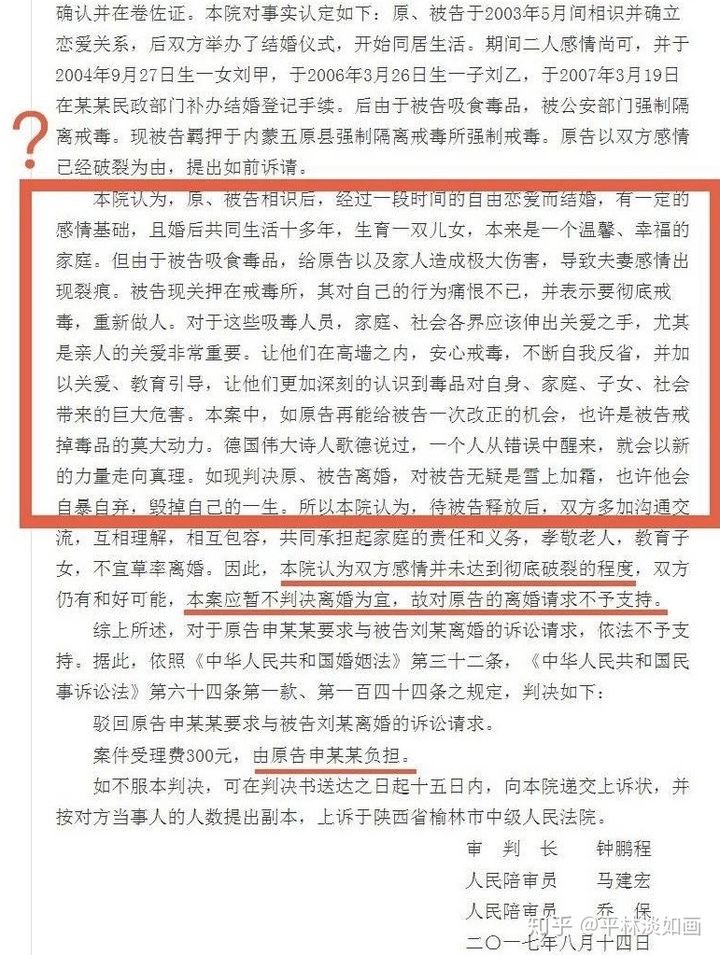 确认并在卷佐证。本院对事实认定如下：原、被告于2003年5月间相识并确立
恋爱关系，后双方举办了结婚仪式，开始同居生活。期间二人感情尚可，并于
2004年9月27日生一女刘甲，于2006年3月26日生一子刘乙，于2007年3月19日
在某某民政部门补办结婚登记手续。后由于被告吸食毒品，被公安部门强制隔
离戒毒。现被告羁押于内蒙五原县强制隔离戒毒所强制戒毒。原告以双方感情
已经破裂为由，提出如前诉请。
?
本院认为，原、被告相识后，经过一段时间的自由恋爱而结婚，有一定的
感情基础，且婚后共同生活十多年，生育一双儿女，本来是一个温馨、幸福的
家庭。但由于被告吸食毒品，给原告以及家人造成极大伤害，导致夫妻感情出
现裂痕。被告现关押在戒毒所，其对自己的行为痛恨不已，并表示要彻底戒
毒，重新做人。对于这些吸毒人员，家庭、社会各界应该伸出关爱之手，尤其
是亲人的关爱非常重要。让他们在高墙之内，安心戒毒，不断自我反省，并加
以关爱、教育引导，让他们更加深刻的认识到毒品对自身、家庭、子女、社会
带来的巨大危害。本案中，如原告再能给被告一次改正的机会，也许是被告戒
掉毒品的莫大动力。德国伟大诗人歌德说过，一个人从错误中醒来，就会以新
的力量走向真理。如现判决原、被告离婚，对被告无疑是雪上加霜，也许他会
自暴自弃，毁掉自己的一生。所以本院认为，待被告释放后，双方多加沟通交
流，互相理解，相互包容，共同承担起家庭的责任和义务，孝敬老人，教育子
女，不宜草率离婚。因此，本院认为双方感情并未达到彻底破裂的程度，双方
仍有和好可能，本案应暂不判决离婚为宜，故对原告的离婚请求不予支持。
综上所述，对于原告申某某要求与被告刘某离婚的诉讼请求，依法不予支
持。据此，依照《中华人民共和国婚姻法》第三十二条，《中华人民共和国民
事诉讼法》第六十四条第一款、第一百四十四条之规定，判决如下：
驳回原告申某某要求与被告刘某离婚的诉讼请求。
案件受理费300元，由原告申某某负担。
如不服本判决，可在判决书送达之日起十五日内，向本院递交上诉状，并
按对方当事人的人数提出副本，上诉于陕西省榆林市中级人民法院。
审 判 长 钟鹏程
人民陪审员 马建宏
人民陪审员 乔 保
知乎 @平林淡如画
二〇一七年八月十四日